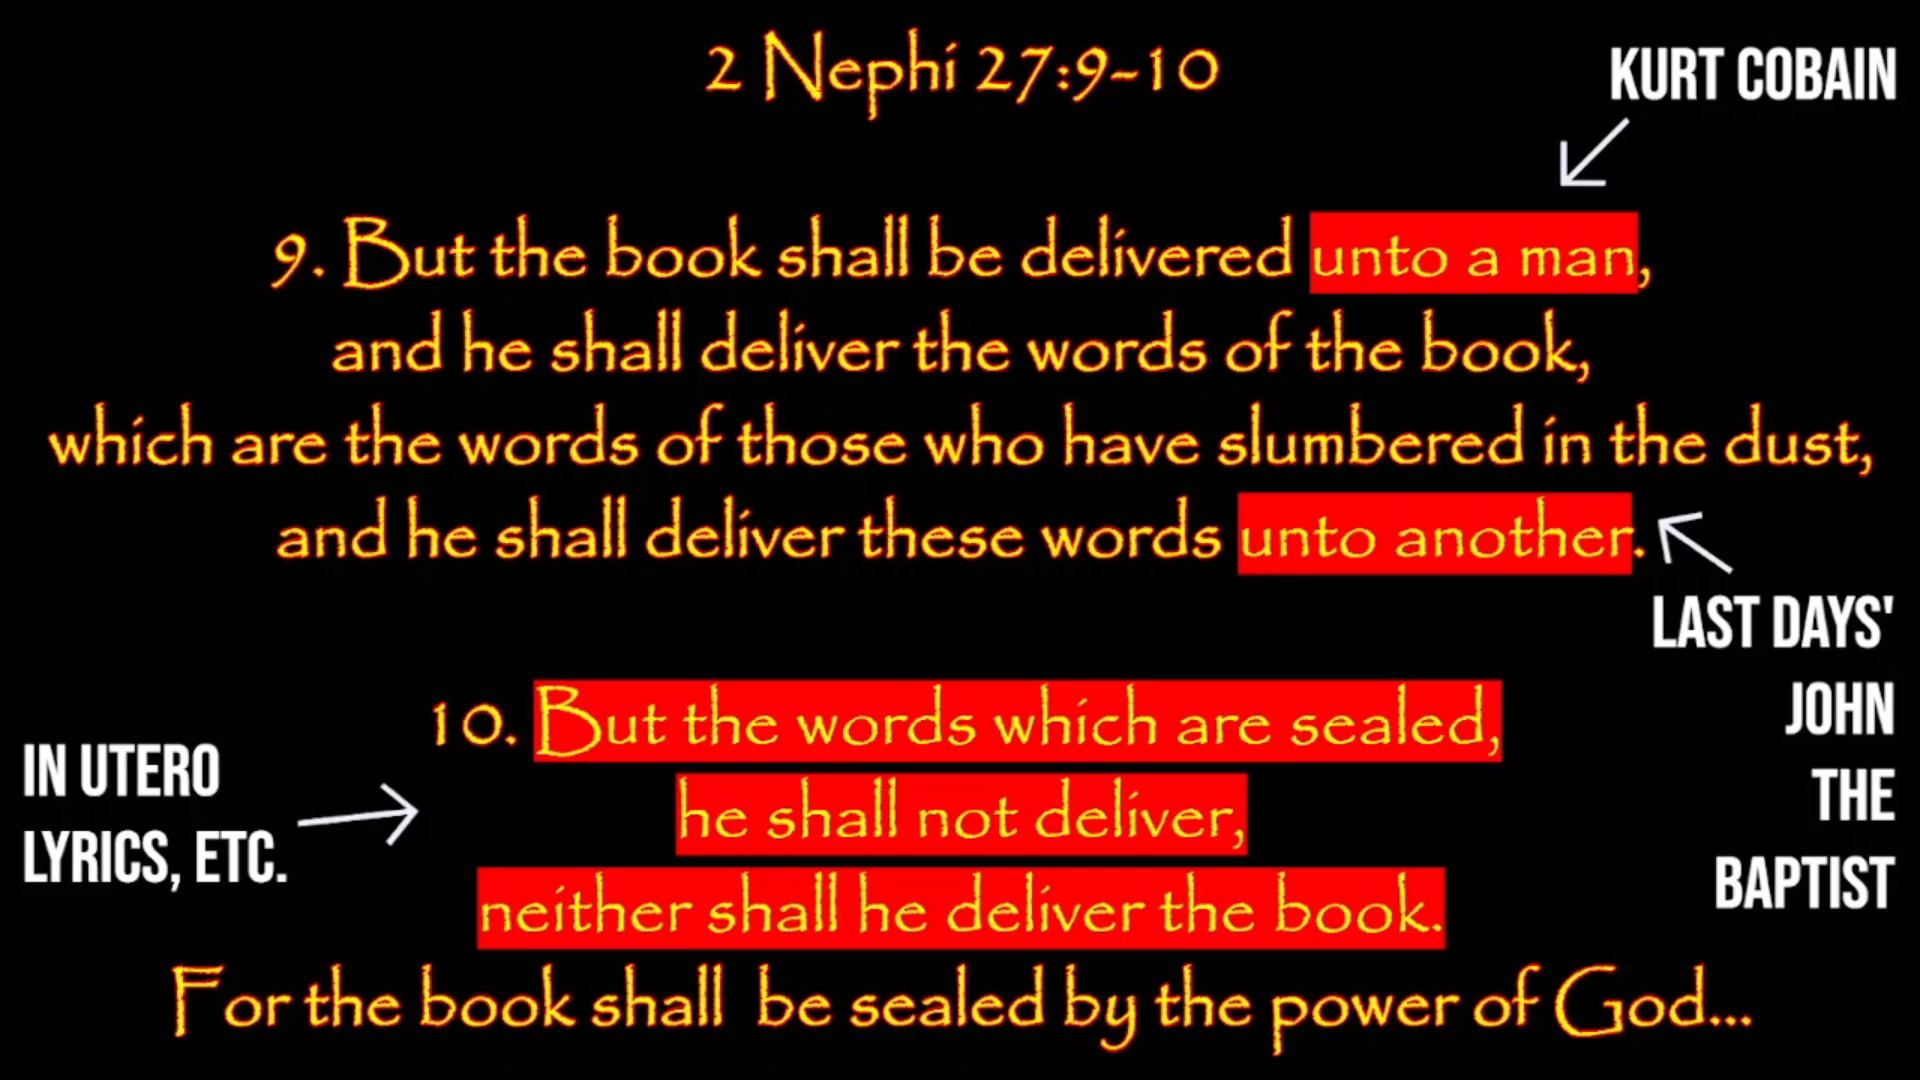 2 Nephi 27:9-10
KURT COBAIN
9. But the book shall be delivered unto a man,
and he shall deliver the words of the book,
which are the words of those who have slumbered in the dust,
and he shall deliver these words unto another.
LAST DAYS'
JOHN
THE
BAPTIST
10. But the words which are sealed,
he shall not deliver,
neither shall he deliver the book.
IN UTERO
LYRICS, ETC.
For the book shall be sealed by the power of God...